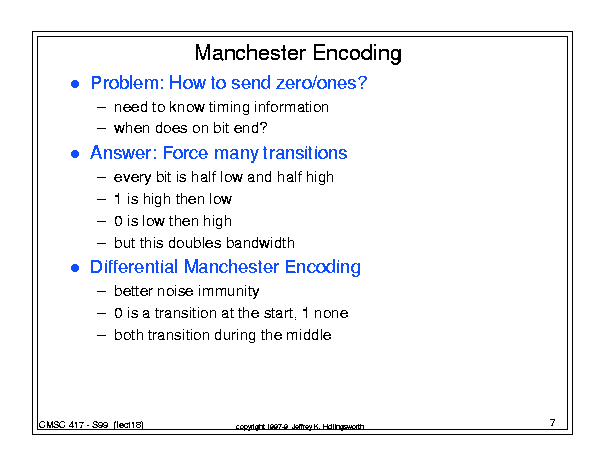 Manchester Encoding
● Problem: How to send zero/ones?
– need to know timing information
– when does on bit end?
● Answer: Force many transitions
– every bit is half low and half high
– 1 is high then low
– 0 is low then high
– but this doubles bandwidth
● Differential Manchester Encoding
– better noise immunity
– 0 is a transition at the start, 1 none
– both transition during the middle
CMSC 417 - S99 (lect18)
copyright 1997-9 Jeffrey K. Hollingsworth
7